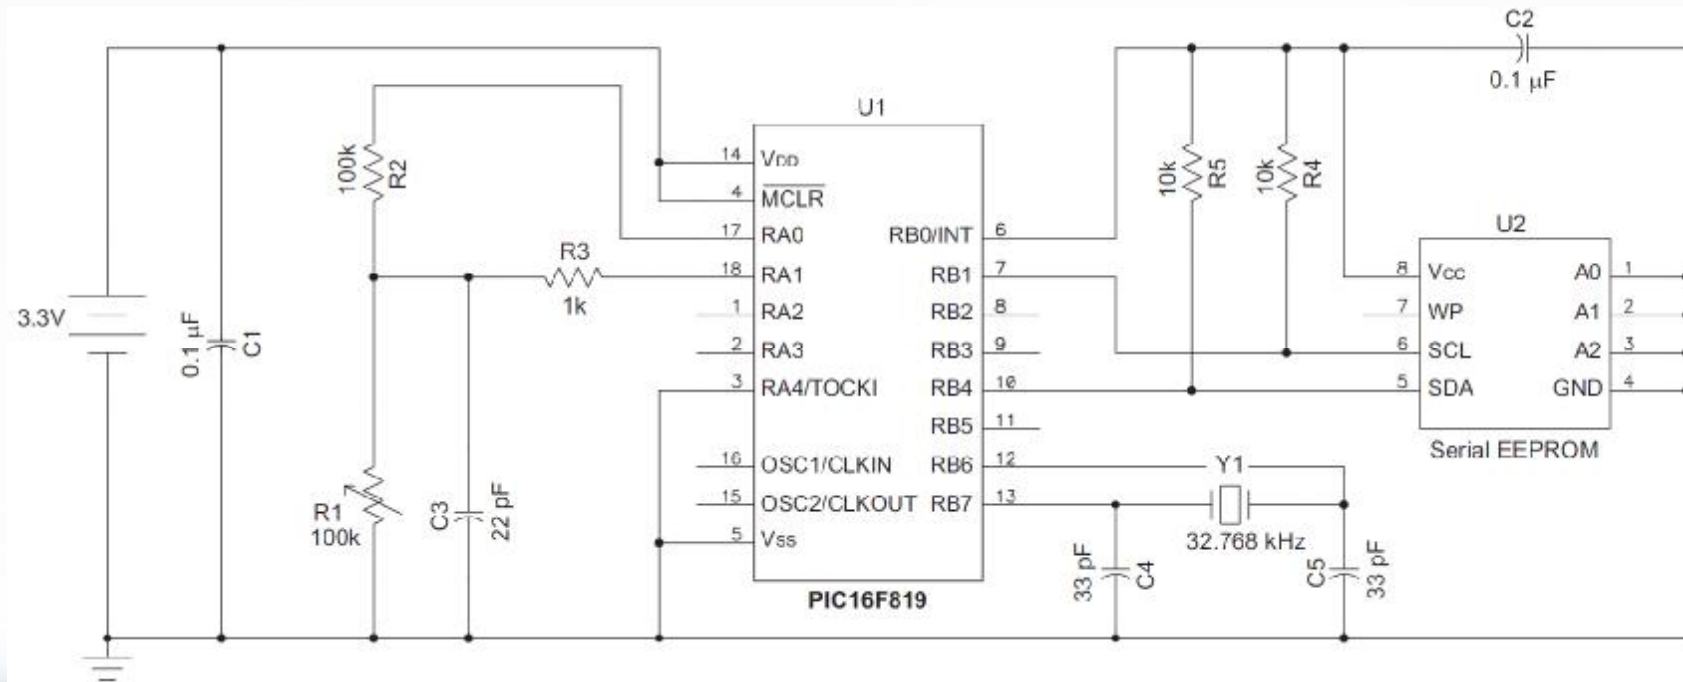 C2
0.1 µF
U1
100k
R2
10k
R5
10k
R4
14
VDD
4
MCLR
17
RA0
18
RA1
1
RA2
2
RA3
3
RA4/TOCKI
16
OSC1/CLKIN
15
OSC2/CLKOUT
5
VSS
RB0/INT
6
RB1
7
RB2
8
RB3
9
RB4
10
RB5
11
RB6
12
RB7
13
PIC16F819
R3
1k
3.3V
0.1 µF
C1
R1
100k
C3
22 pF
U2
8
Vcc
7
WP
6
SCL
5
SDA
A0
1
A1
2
A2
3
GND
4
Serial EEPROM
Y1
32.768 kHz
33 pF
C4
C5
33 pF